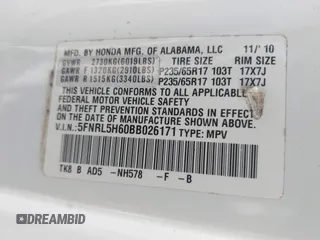 MFD. BY HONDA MFG. OF ALABAMA, LLC 11/'10
GVWR 2730KG(6019LBS) TIRE SIZE RIM SIZE
GAWR F 1320KG(2910LBS) P235/65R17 103T 17X7J
GAWR R 1515KG(3340LBS) P235/65R17 103T 17X7J
THIS VEHICLE CONFORMS TO ALL APPLICABLE
FEDERAL MOTOR VEHICLE SAFETY AND THEFT
PREVENTION STANDARDS IN EFFECT ON THE DATE
OF MANUFACTURE SHOWN ABOVE.
V.I.N.: 5FNRL5H60BB026171 TYPE: MPV
TK8 B AD5 -NH578 -F -B
DREAMBID